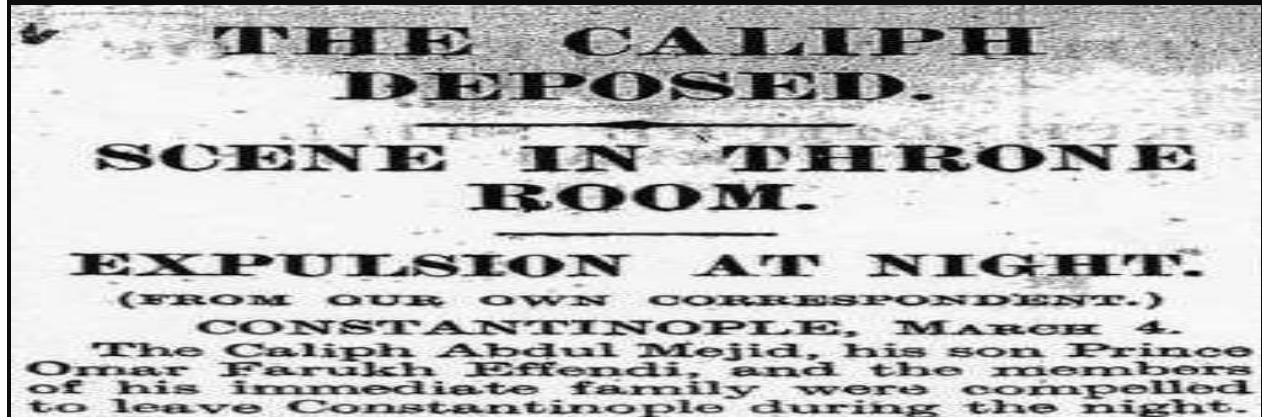 THE CALIPH
DEPOSED.
SCENE IN THRONE
ROOM.
EXPULSION AT NIGHT.
(FROM OUR OWN CORRESPONDENT.)
CONSTANTINOPLE, MARCH 4.
The Caliph Abdul Mejid, his son Prince
Omar Farukh Effendi, and the members
of his immediate family were compelled
to leave Constantinople during the night.